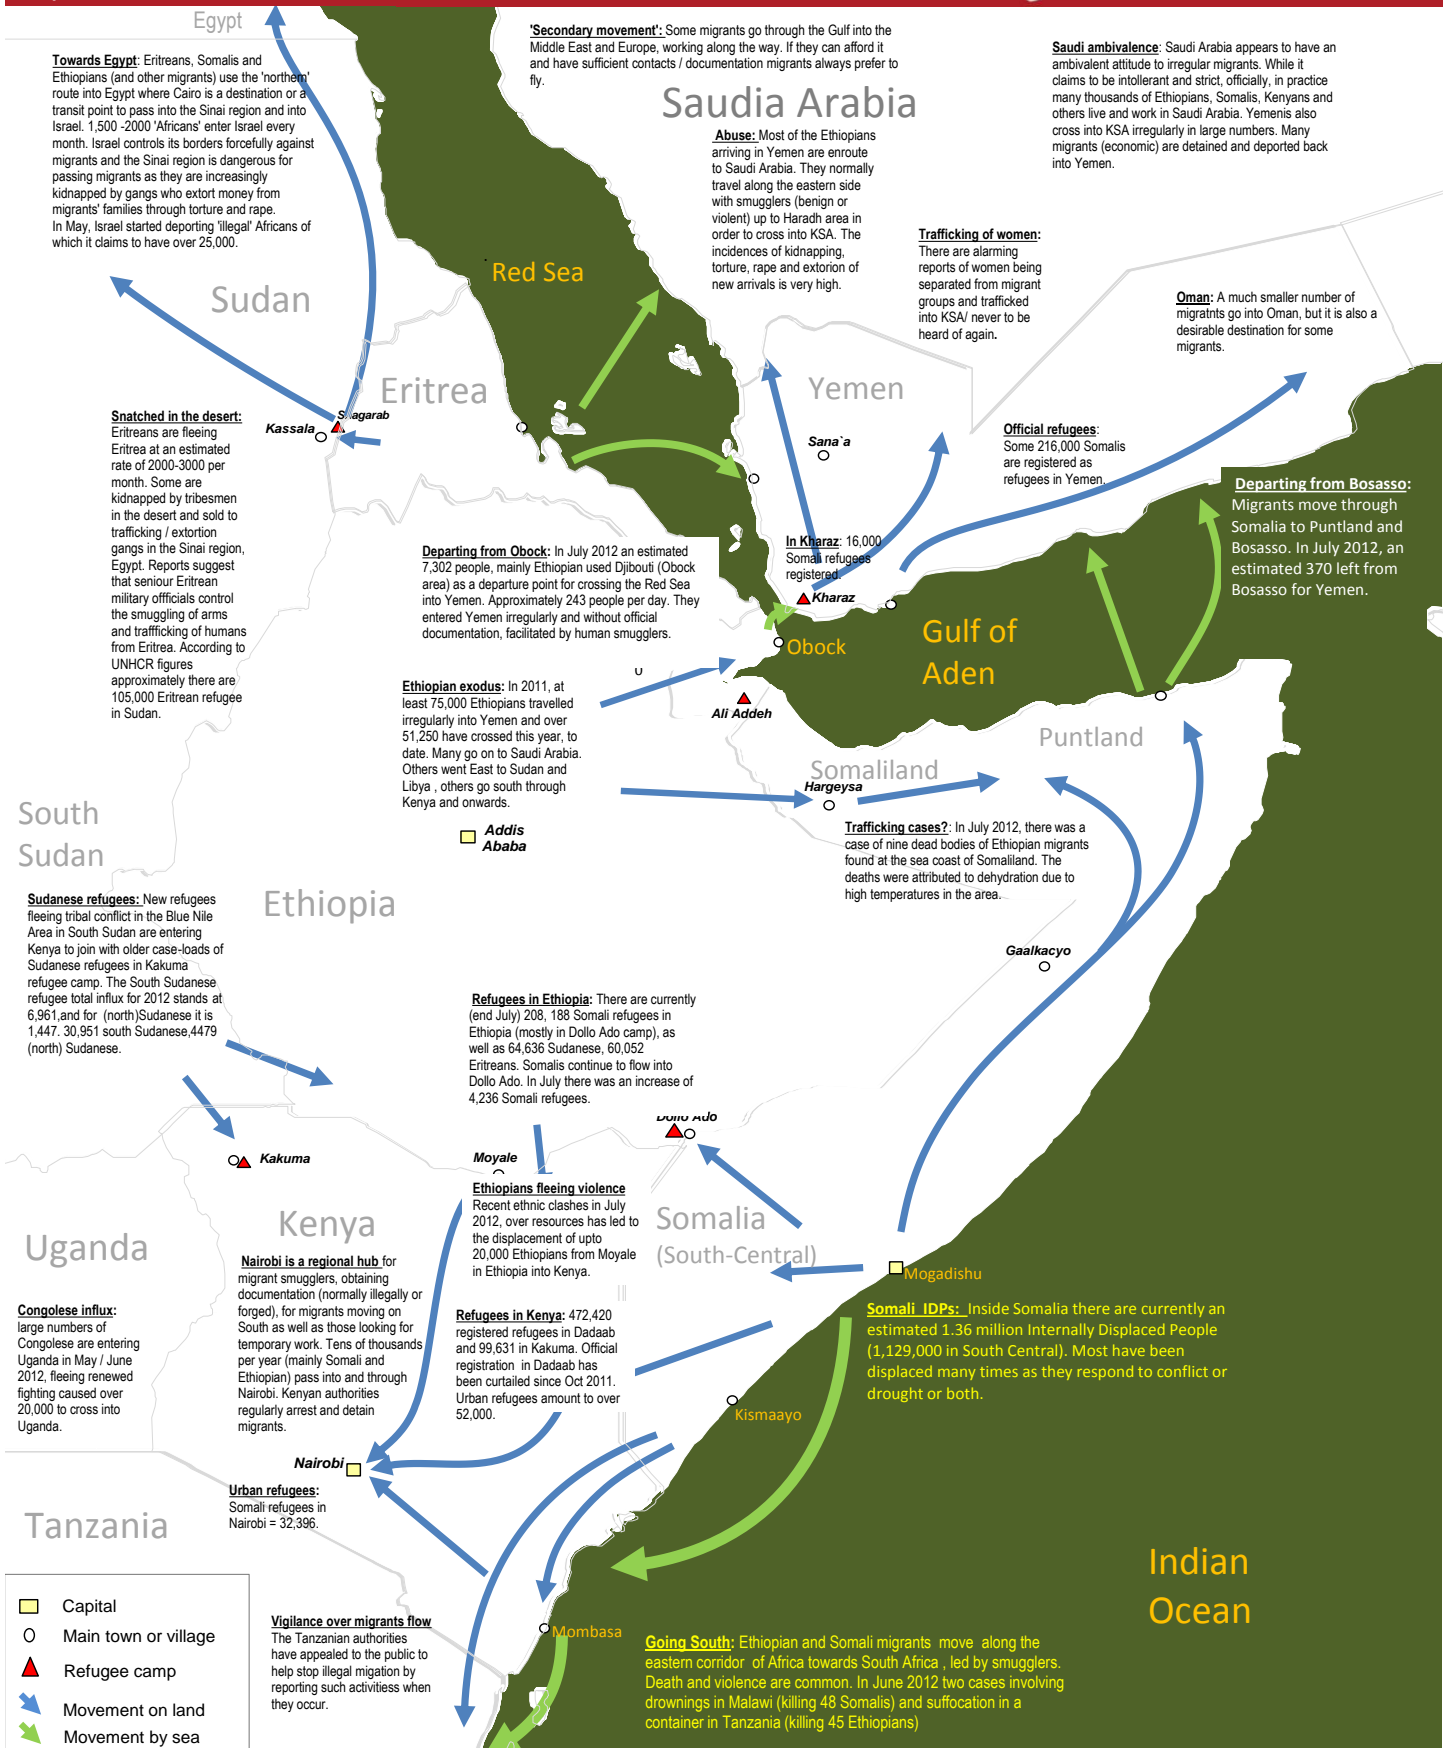 Egypt
'Secondary movement': Some migrants go through the Gulf into the
Middle East and Europe, working along the way. If they can afford it
and have sufficient contacts / documentation migrants always prefer to
fly.
Saudi ambivalence: Saudi Arabia appears to have an
ambivalent attitude to irregular migrants. While it
claims to be intollerant and strict, officially, in practice
many thousands of Ethiopians, Somalis, Kenyans and
others live and work in Saudi Arabia. Yemenis also
cross into KSA irregularly in large numbers. Many
migrants (economic) are detained and deported back
into Yemen.
Towards Egypt: Eritreans, Somalis and
Ethiopians (and other migrants) use the 'northern'
route into Egypt where Cairo is a destination or a
transit point to pass into the Sinai region and into
Israel. 1,500 -2000 'Africans' enter Israel every
month. Israel controls its borders forcefully against
migrants and the Sinai region is dangerous for
passing migrants as they are increasingly
kidnapped by gangs who extort money from
migrants' families through torture and rape.
In May, Israel started deporting 'illegal' Africans of
which it claims to have over 25,000.
Saudia Arabia
Abuse: Most of the Ethiopians
arriving in Yemen are enroute
to Saudi Arabia. They normally
travel along the eastern side
with smugglers (benign or
violent) up to Haradh area in
order to cross into KSA. The
incidences of kidnapping,
torture, rape and extorion of
new arrivals is very high.
Trafficking of women:
There are alarming
reports of women being
separated from migrant
groups and trafficked
into KSA/ never to be
heard of again.
Red Sea
Sudan
Oman: A much smaller number of
migratnts go into Oman, but it is also a
desirable destination for some
migrants.
Eritrea
Yemen
Snatched in the desert:
Eritreans are fleeing
Eritrea at an estimated
rate of 2000-3000 per
month. Some are
kidnapped by tribesmen
in the desert and sold to
trafficking / extortion
gangs in the Sinai region,
Egypt. Reports suggest
that seniour Eritrean
military offficials control
the smuggling of arms
and traffficking of humans
from Eritrea. According to
UNHCR figures
approximately there are
105,000 Eritrean refugee
in Sudan.
Kassala
Sana`a
Official refugees:
Some 216,000 Somalis
are registered as
refugees in Yemen.
Departing from Bosasso:
Migrants move through
Somalia to Puntland and
Bosasso. In July 2012, an
estimated 370 left from
Bosasso for Yemen.
Departing from Obock: In July 2012 an estimated
7,302 people, mainly Ethiopian used Djibouti (Obock
area) as a departure point for crossing the Red Sea
into Yemen. Approximately 243 people per day. They
entered Yemen irregularly and without official
documentation, facilitated by human smugglers.
In Kharaz: 16,000
Somali refugees
registered.
Kharaz
Obock
Gulf of
Aden
Ethiopian exodus: In 2011, at
least 75,000 Ethiopians travelled
irregularly into Yemen and over
51,250 have crossed this year, to
date. Many go on to Saudi Arabia.
Others went East to Sudan and
Libya , others go south through
Kenya and onwards.
Ali Addeh
Puntland
Somaliland
Hargeysa
South
Sudan
Addis
Ababa
Trafficking cases?: In July 2012, there was a
case of nine dead bodies of Ethiopian migrants
found at the sea coast of Somaliland. The
deaths were attributed to dehydration due to
high temperatures in the area.
Ethiopia
Sudanese refugees: New refugees
fleeing tribal conflict in the Blue Nile
Area in South Sudan are entering
Kenya to join with older case-loads of
Sudanese refugees in Kakuma
refugee camp. The South Sudanese
refugee total influx for 2012 stands at
6,961,and for (north)Sudanese it is
1,447. 30,951 south Sudanese,4479
(north) Sudanese.
Gaalkacyo
Refugees in Ethiopia: There are currently
(end July) 208, 188 Somali refugees in
Ethiopia (mostly in Dollo Ado camp), as
well as 64,636 Sudanese, 60,052
Eritreans. Somalis continue to flow into
Dollo Ado. In July there was an increase of
4,236 Somali refugees.
Dollo Ado
Kakuma
Moyale
Ethiopians fleeing violence
Recent ethnic clashes in July
2012, over resources has led to
the displacement of upto
20,000 Ethiopians from Moyale
in Ethiopia into Kenya.
Somalia
(South-Central)
Kenya
Uganda
Nairobi is a regional hub for
migrant smugglers, obtaining
documentation (normally illegally or
forged), for migrants moving on
South as well as those looking for
temporary work. Tens of thousands
per year (mainly Somali and
Ethiopian) pass into and through
Nairobi. Kenyan authorities
regularly arrest and detain
migrants.
Mogadishu
Congolese influx:
large numbers of
Congolese are entering
Uganda in May / June
2012, fleeing renewed
fighting caused over
20,000 to cross into
Uganda.
Refugees in Kenya: 472,420
registered refugees in Dadaab
and 99,631 in Kakuma. Official
registration in Dadaab has
been curtailed since Oct 2011.
Urban refugees amount to over
52,000.
Somali IDPs: Inside Somalia there are currently an
estimated 1.36 million Internally Displaced People
(1,129,000 in South Central). Most have been
displaced many times as they respond to conflict or
drought or both.
Kismaayo
Nairobi
Urban refugees:
Somali refugees in
Nairobi = 32,396.
Tanzania
Indian
Ocean
Capital
Main town or village
Refugee camp
Movement on land
Movement by sea
Vigilance over migrants flow
The Tanzanian authorities
have appealed to the public to
help stop illegal migation by
reporting such activitiess when
they occur.
Mombasa
Going South: Ethiopian and Somali migrants move along the
eastern corridor of Africa towards South Africa , led by smugglers.
Death and violence are common. In June 2012 two cases involving
drownings in Malawi (killing 48 Somalis) and suffocation in a
container in Tanzania (killing 45 Ethiopians)